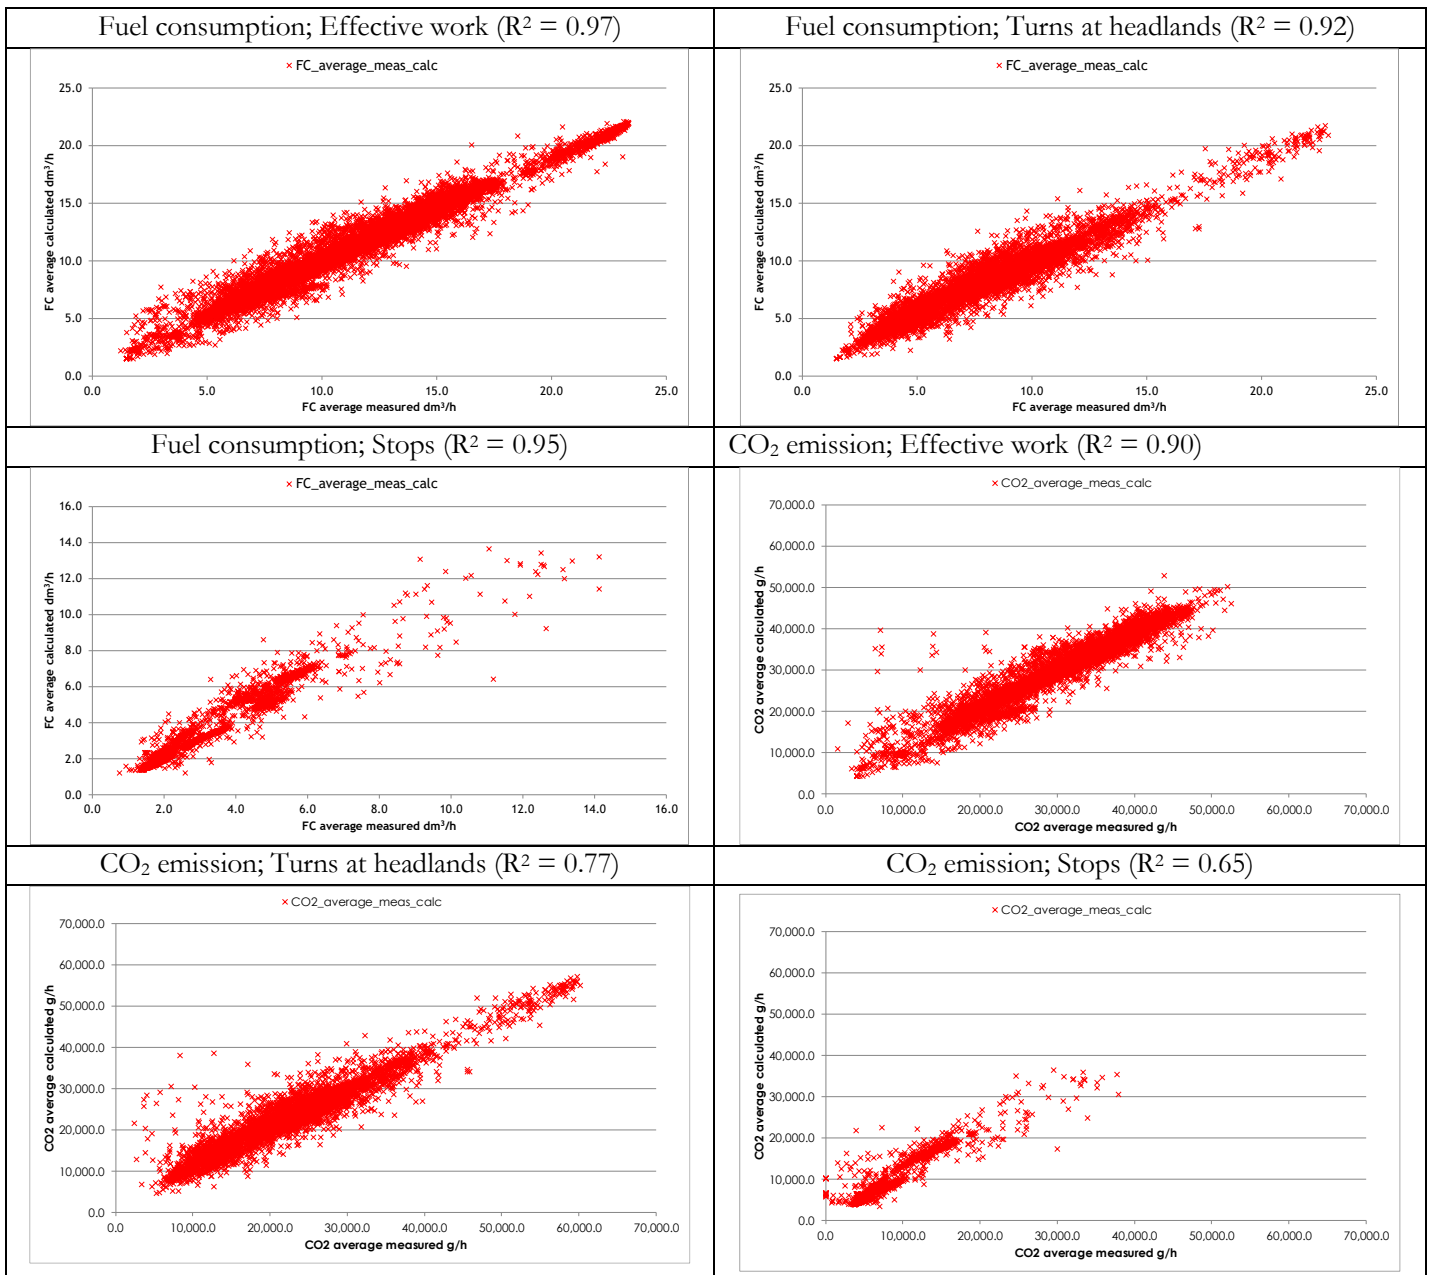 Fuel consumption; Effective work (R² = 0.97)
FC_average_meas_calc
FC average calculated dm³/h
25.0
20.0
15.0
10.0
5.0
0.0
0.0 5.0 10.0 15.0 20.0 25.0
FC average measured dm³/h
Fuel consumption; Turns at headlands (R² = 0.92)
FC_average_meas_calc
FC average calculated dm³/h
25.0
20.0
15.0
10.0
5.0
0.0
0.0 5.0 10.0 15.0 20.0 25.0
FC average measured dm³/h
Fuel consumption; Stops (R² = 0.95)
FC_average_meas_calc
FC average calculated dm³/h
16.0
14.0
12.0
10.0
8.0
6.0
4.0
2.0
0.0
0.0 2.0 4.0 6.0 8.0 10.0 12.0 14.0 16.0
FC average measured dm³/h
CO₂ emission; Effective work (R² = 0.90)
CO2_average_meas_calc
CO2 average calculated g/h
70,000.0
60,000.0
50,000.0
40,000.0
30,000.0
20,000.0
10,000.0
0.0
0.0 10,000.0 20,000.0 30,000.0 40,000.0 50,000.0 60,000.0 70,000.0
CO2 average measured g/h
CO₂ emission; Turns at headlands (R² = 0.77)
CO2_average_meas_calc
CO2 average calculated g/h
70,000.0
60,000.0
50,000.0
40,000.0
30,000.0
20,000.0
10,000.0
0.0
0.0 10,000.0 20,000.0 30,000.0 40,000.0 50,000.0 60,000.0 70,000.0
CO2 average measured g/h
CO₂ emission; Stops (R² = 0.65)
CO2_average_meas_calc
CO2 average calculated g/h
70,000.0
60,000.0
50,000.0
40,000.0
30,000.0
20,000.0
10,000.0
0.0
0.0 10,000.0 20,000.0 30,000.0 40,000.0 50,000.0 60,000.0 70,000.0
CO2 average measured g/h